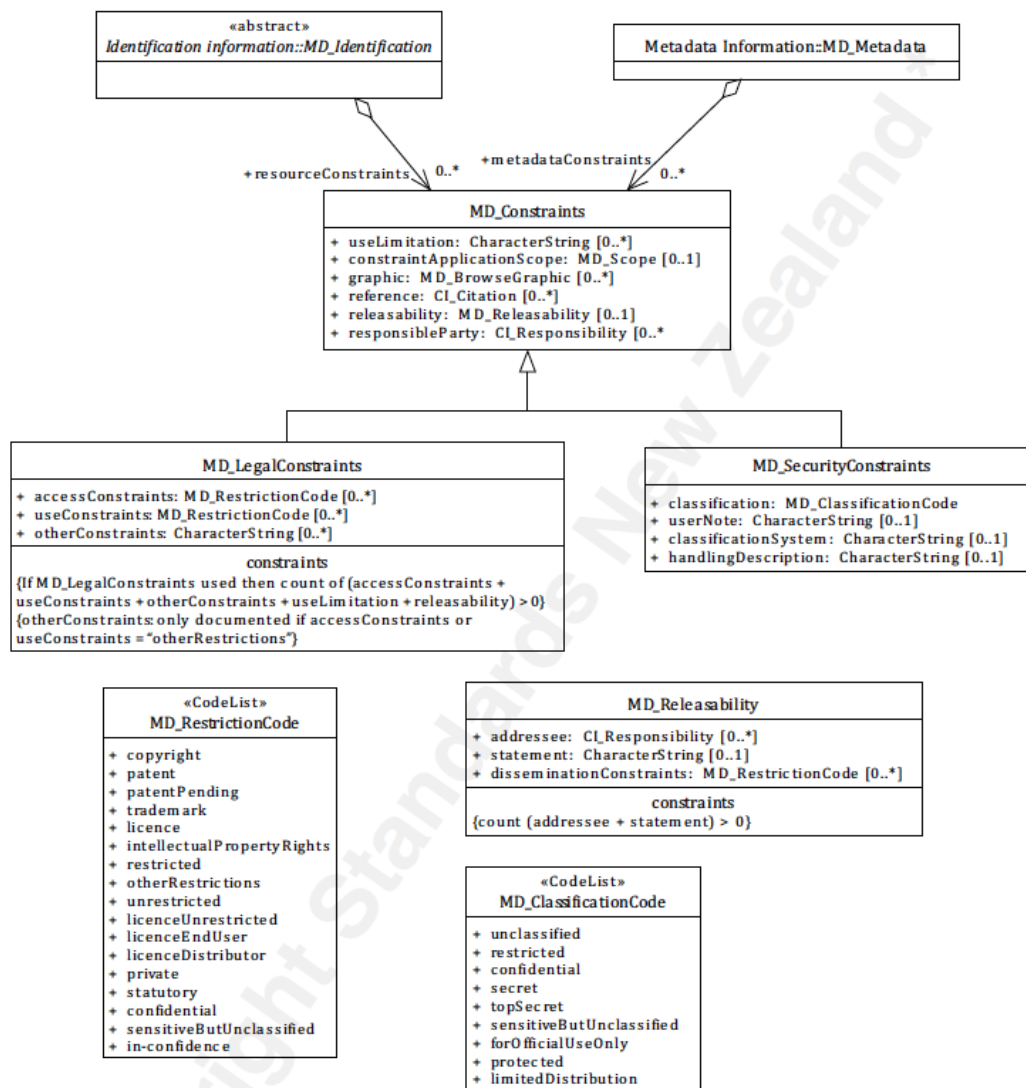 «abstract»
Identification information::MD_Identification
Metadata Information::MD_Metadata
+resourceConstraints
0..*
+metadataConstraints
0..*
MD_Constraints
+ useLimitation: CharacterString [0..*]
+ constraintApplicationScope: MD_Scope [0..1]
+ graphic: MD_BrowseGraphic [0..*]
+ reference: CI_Citation [0..*]
+ releasability: MD_Releasability [0..1]
+ responsibleParty: CI_Responsibility [0..*
MD_LegalConstraints
+ accessConstraints: MD_RestrictionCode [0..*]
+ useConstraints: MD_RestrictionCode [0..*]
+ otherConstraints: CharacterString [0..*]
constraints
{If MD_LegalConstraints used then count of (accessConstraints +
useConstraints + otherConstraints + useLimitation + releasability) > 0}
{otherConstraints: only documented if accessConstraints or
useConstraints = “otherRestrictions”}
MD_SecurityConstraints
+ classification: MD_ClassificationCode
+ userNote: CharacterString [0..1]
+ classificationSystem: CharacterString [0..1]
+ handlingDescription: CharacterString [0..1]
«CodeList»
MD_RestrictionCode
+ copyright
+ patent
+ patentPending
+ trademark
+ licence
+ intellectualPropertyRights
+ restricted
+ otherRestrictions
+ unrestricted
+ licenceUnrestricted
+ licenceEndUser
+ licenceDistributor
+ private
+ statutory
+ confidential
+ sensitiveButUnclassified
+ in-confidence
MD_Releasability
+ addressee: CI_Responsibility [0..*]
+ statement: CharacterString [0..1]
+ disseminationConstraints: MD_RestrictionCode [0..*]
constraints
{count (addressee + statement) > 0}
«CodeList»
MD_ClassificationCode
+ unclassified
+ restricted
+ confidential
+ secret
+ topSecret
+ sensitiveButUnclassified
+ forOfficialUseOnly
+ protected
+ limitedDistribution
right Standards New Zealand *